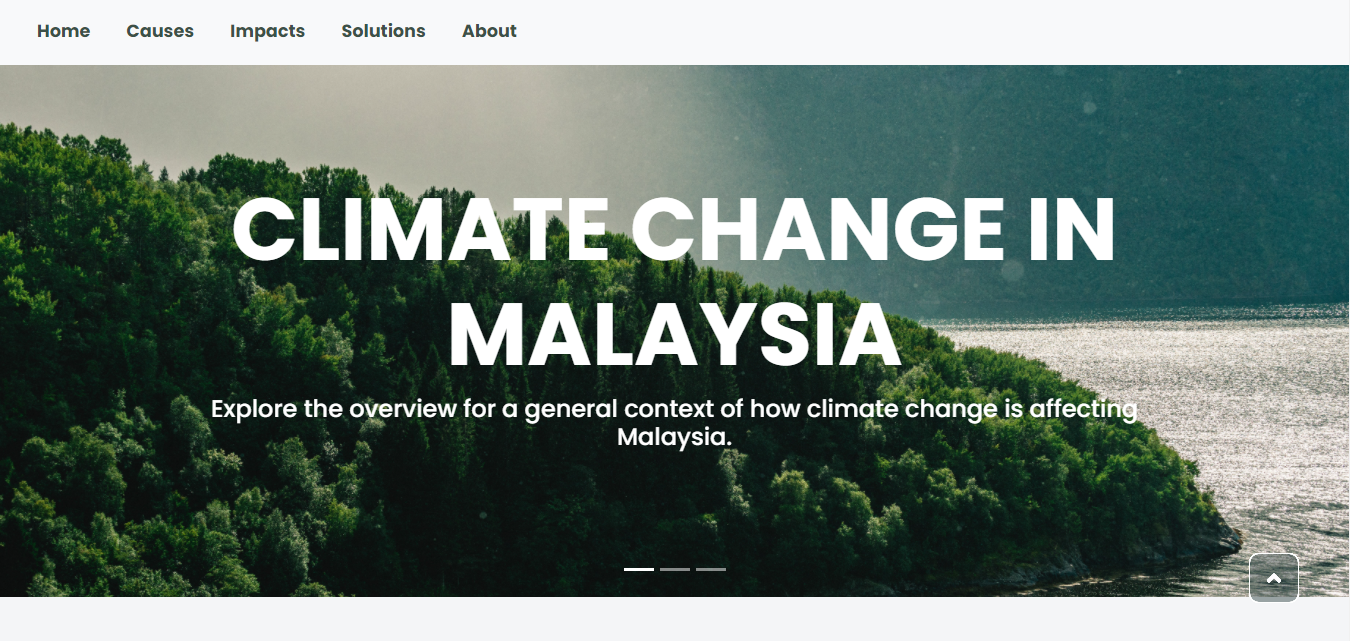 Home Causes Impacts Solutions About
CLIMATE CHANGE IN
MALAYSIA
Explore the overview for a general context of how climate change is affecting
Malaysia.